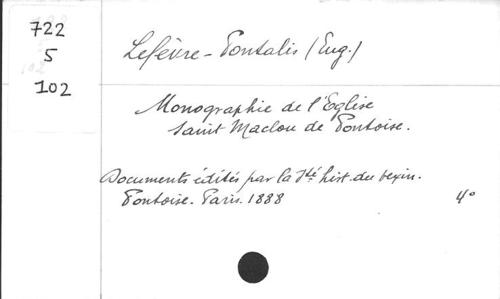 722
5
102
Lefèvre-Pontalis (Eug.)
Monographie de l'Eglise
Saint Maclou de Pontoise.
Documents édités par la Sté hist. du vexin.
Pontoise. Paris. 1888 4°